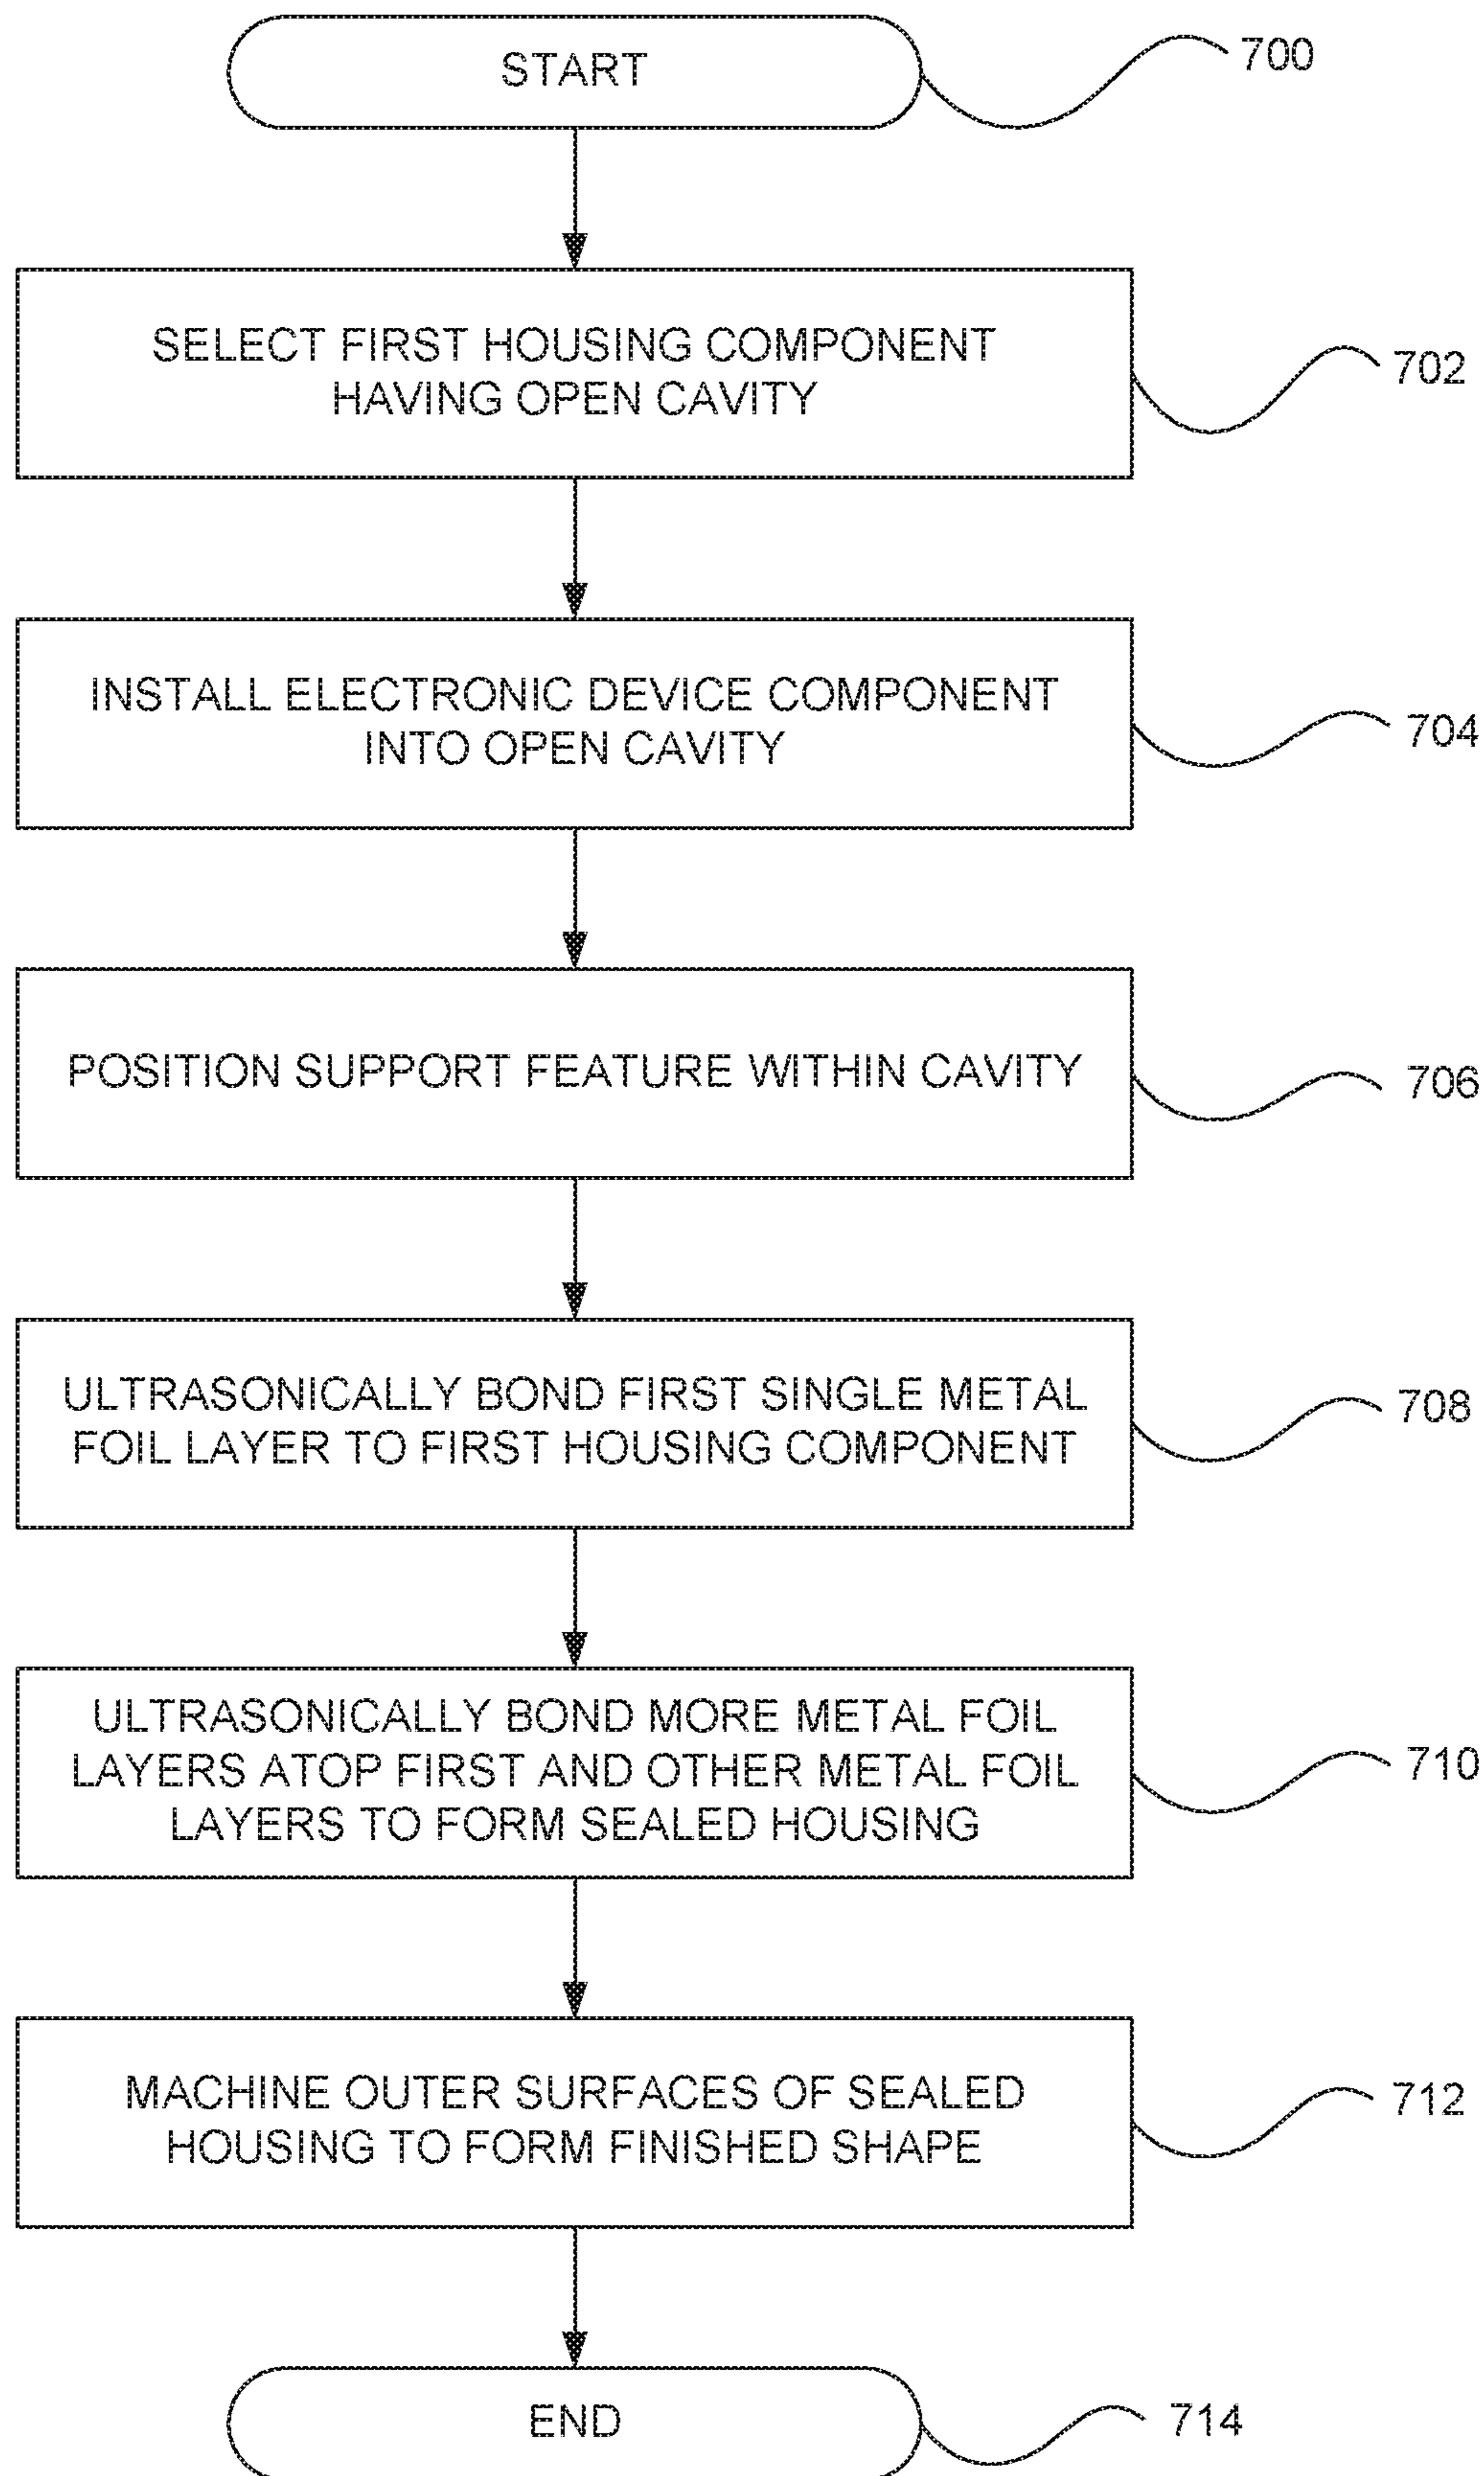 START
700
SELECT FIRST HOUSING COMPONENT
HAVING OPEN CAVITY
702
INSTALL ELECTRONIC DEVICE COMPONENT
INTO OPEN CAVITY
704
POSITION SUPPORT FEATURE WITHIN CAVITY
706
ULTRASONICALLY BOND FIRST SINGLE METAL
FOIL LAYER TO FIRST HOUSING COMPONENT
708
ULTRASONICALLY BOND MORE METAL FOIL
LAYERS ATOP FIRST AND OTHER METAL FOIL
LAYERS TO FORM SEALED HOUSING
710
MACHINE OUTER SURFACES OF SEALED
HOUSING TO FORM FINISHED SHAPE
712
END
714